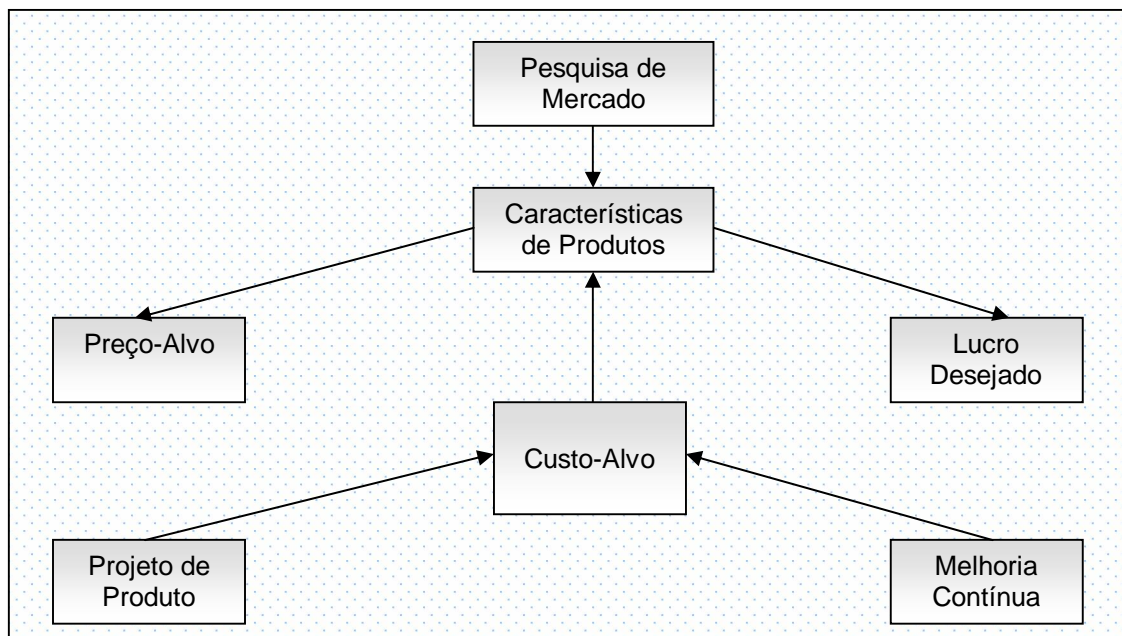 Pesquisa de
Mercado
Características
de Produtos
Preço-Alvo
Lucro
Desejado
Custo-Alvo
Projeto de
Produto
Melhoria
Contínua